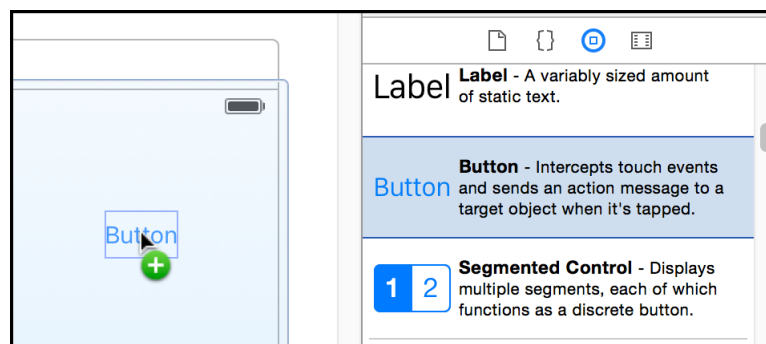 Label
Label - A variably sized amount
of static text.
Button
Button - Intercepts touch events
and sends an action message to a
target object when it's tapped.
Button
1 2
Segmented Control - Displays
multiple segments, each of which
functions as a discrete button.